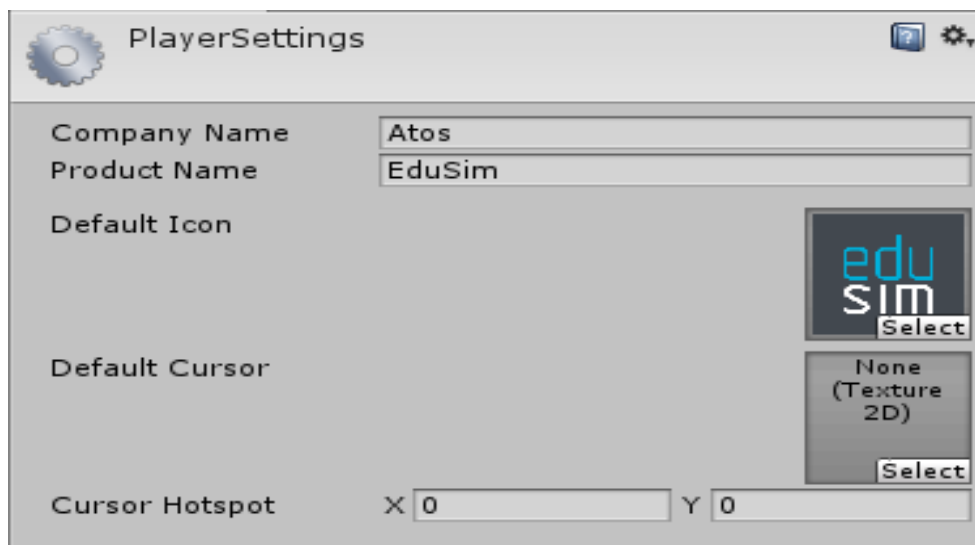 PlayerSettings
Company Name Atos
Product Name EduSim
Default Icon
edu
sim
Select
Default Cursor
None
(Texture
2D)
Select
Cursor Hotspot X 0 Y 0